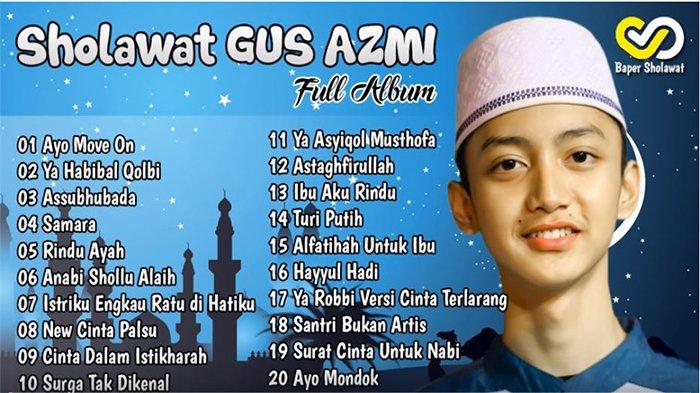 Sholawat GUS AZMI
Full Album
Baper Sholawat
01 Ayo Move On
02 Ya Habibal Qolbi
03 Assubhubada
04 Samara
05 Rindu Ayah
06 Anabi Shollu Alaih
07 Istriku Engkau Ratu di Hatiku
08 New Cinta Palsu
09 Cinta Dalam Istikharah
10 Surga Tak Dikenal
11 Ya Asyiqol Musthofa
12 Astaghfirullah
13 Ibu Aku Rindu
14 Turi Putih
15 Alfatihah Untuk Ibu
16 Hayyul Hadi
17 Ya Robbi Versi Cinta Terlarang
18 Santri Bukan Artis
19 Surat Cinta Untuk Nabi
20 Ayo Mondok